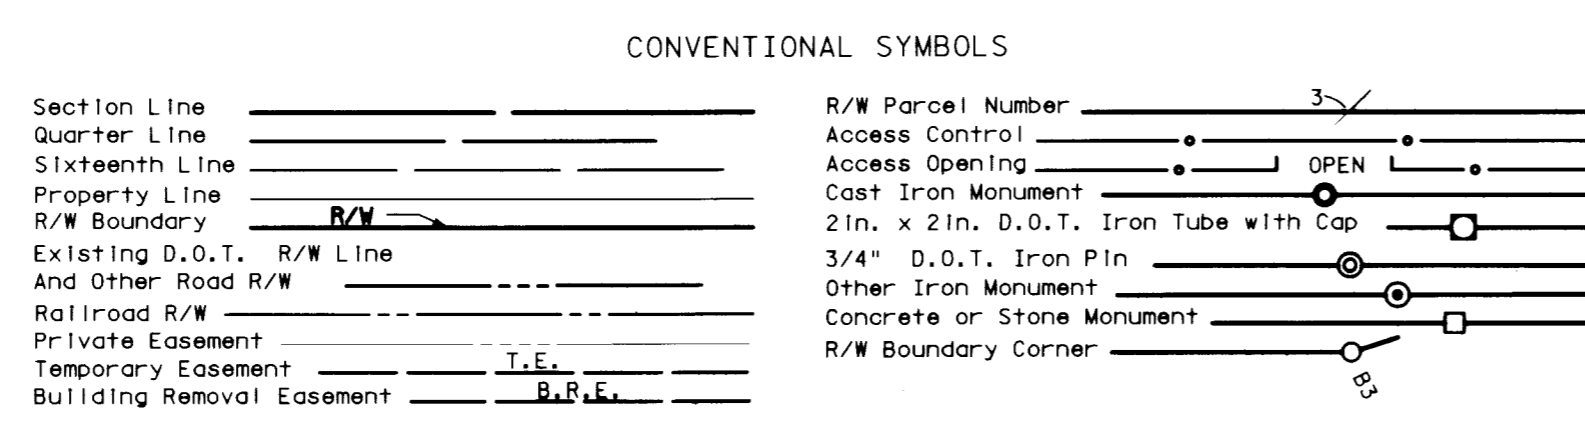 CONVENTIONAL SYMBOLS
Section Line
Quarter Line
Sixteenth Line
Property Line
R/W Boundary R/W
Existing D.O.T. R/W Line
And Other Road R/W
Railroad R/W
Private Easement
Temporary Easement T.E.
Building Removal Easement B.R.E.
R/W Parcel Number 3
Access Control
Access Opening OPEN
Cast Iron Monument
2in. x 2in. D.O.T. Iron Tube with Cap
3/4" D.O.T. Iron Pin
Other Iron Monument
Concrete or Stone Monument
R/W Boundary Corner
B3